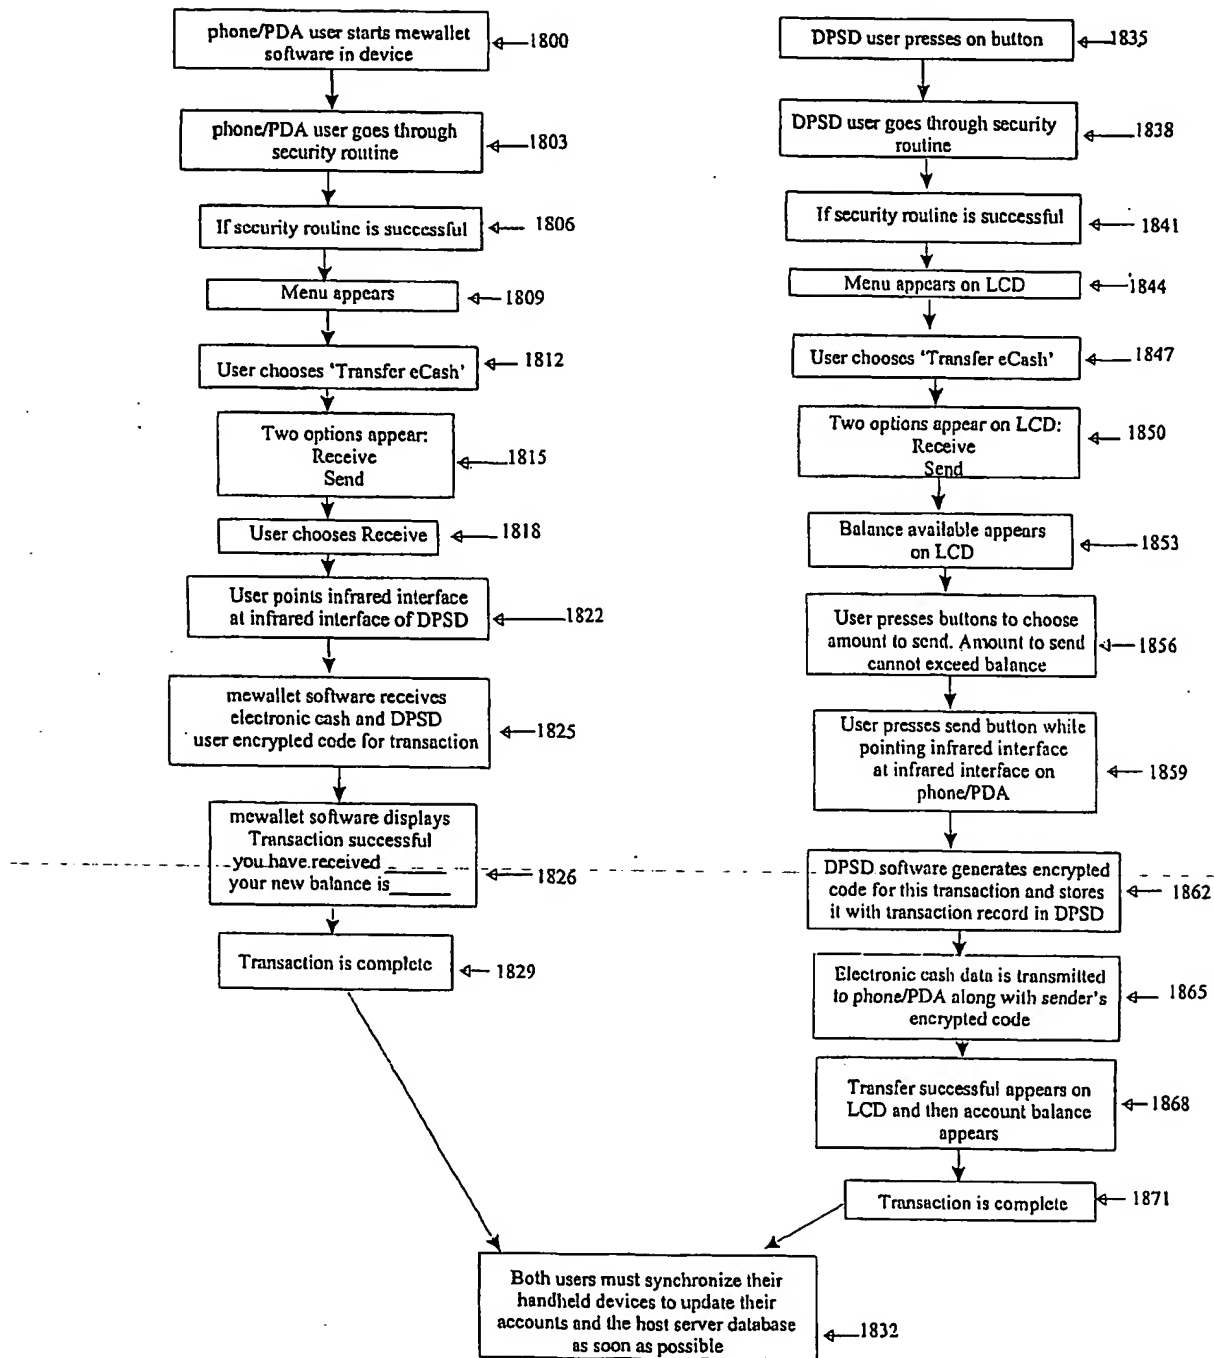 phone/PDA user starts mewallet
software in device
1800
phone/PDA user goes through
security routine
1803
If security routine is successful
1806
Menu appears
1809
User chooses 'Transfer eCash'
1812
Two options appear:
Receive
Send
1815
User chooses Receive
1818
User points infrared interface
at infrared interface of DPSD
1822
mewallet software receives
electronic cash and DPSD
user encrypted code for transaction
1825
mewallet software displays
Transaction successful
you have received ______
your new balance is______
1826
Transaction is complete
1829
DPSD user presses on button
1835
DPSD user goes through security
routine
1838
If security routine is successful
1841
Menu appears on LCD
1844
User chooses 'Transfer eCash'
1847
Two options appear on LCD:
Receive
Send
1850
Balance available appears
on LCD
1853
User presses buttons to choose
amount to send. Amount to send
cannot exceed balance
1856
User presses send button while
pointing infrared interface
at infrared interface on
phone/PDA
1859
DPSD software generates encrypted
code for this transaction and stores
it with transaction record in DPSD
1862
Electronic cash data is transmitted
to phone/PDA along with sender's
encrypted code
1865
Transfer successful appears on
LCD and then account balance
appears
1868
Transaction is complete
1871
Both users must synchronize their
handheld devices to update their
accounts and the host server database
as soon as possible
1832